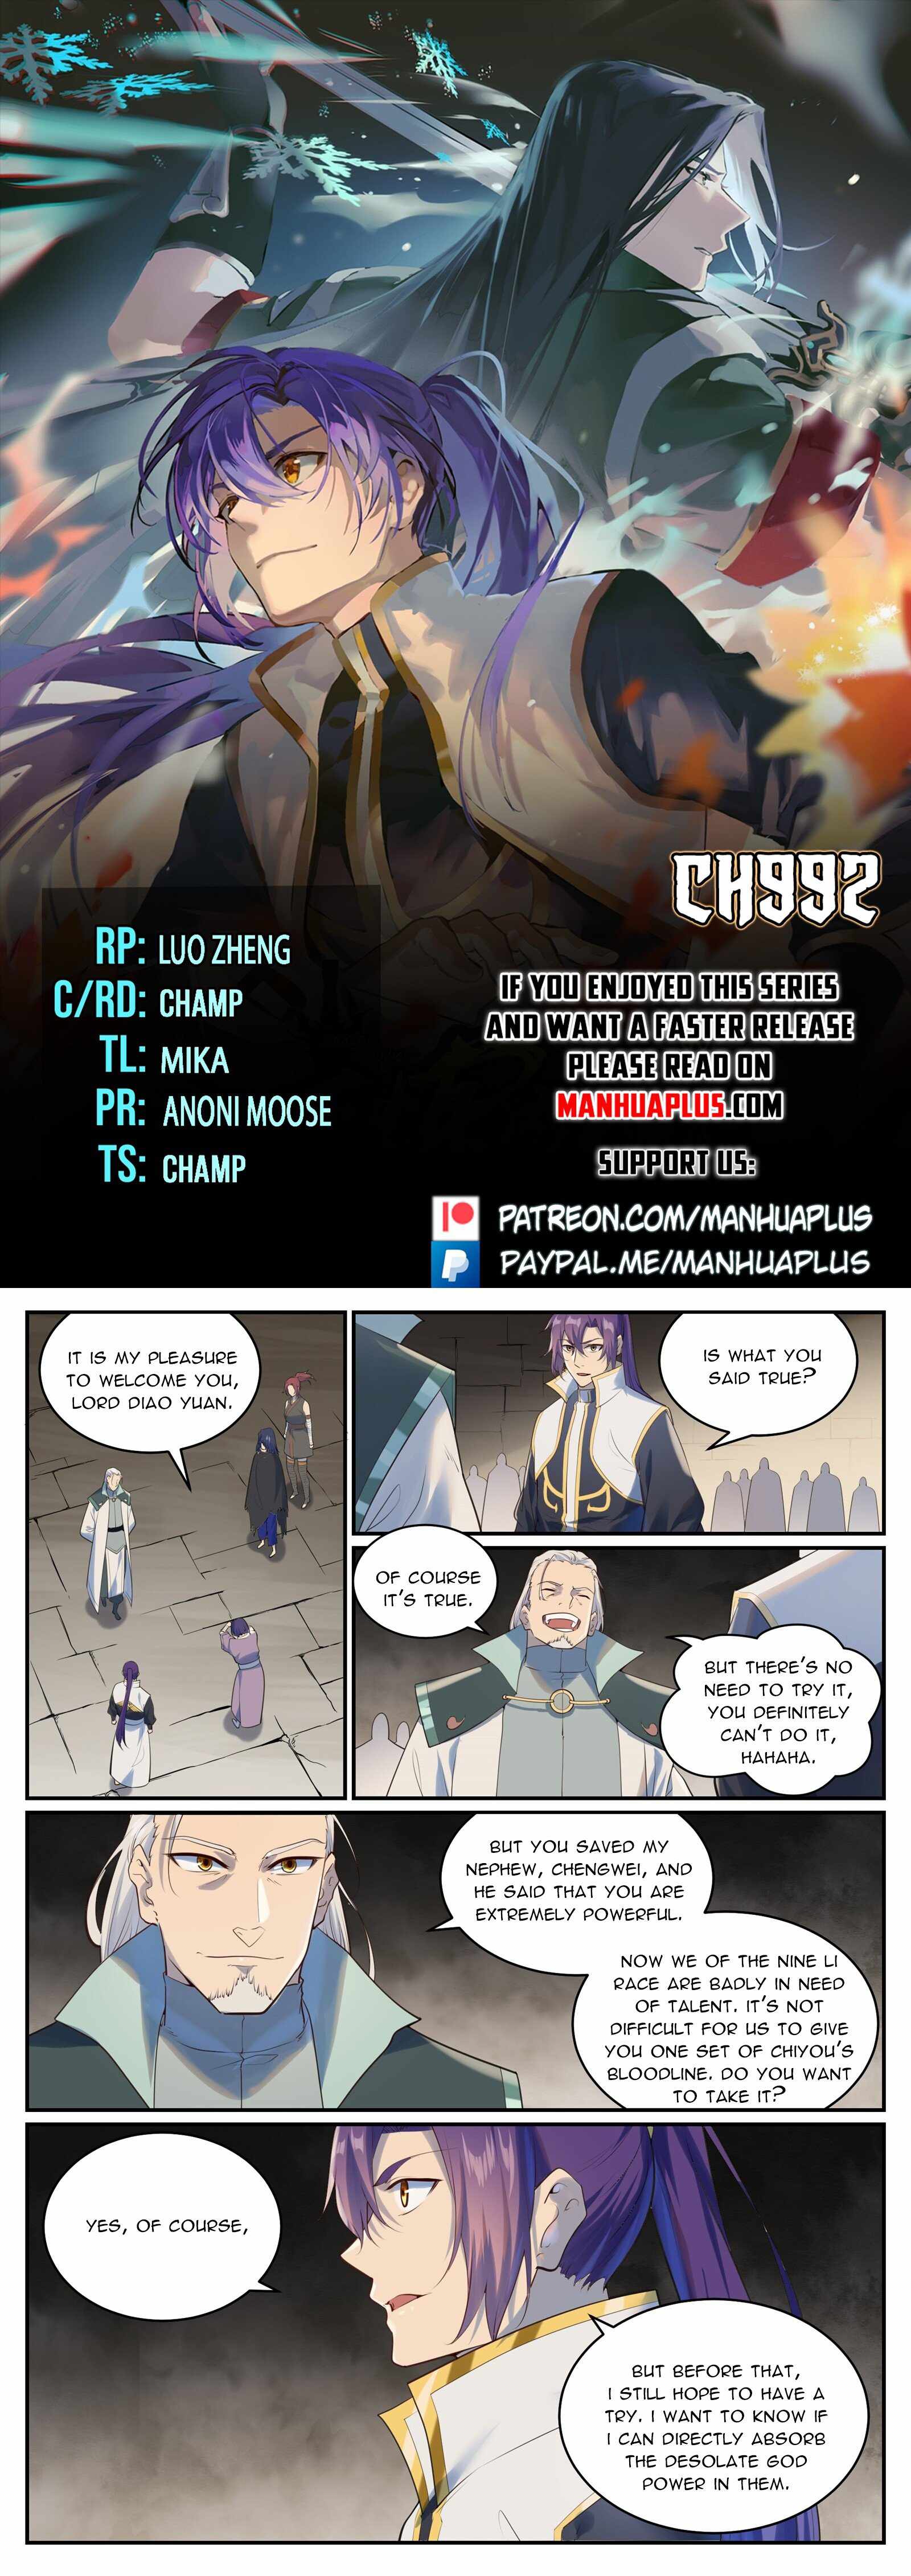 CH992
RP: LUO ZHENG
C/RD: CHAMP
TL: MIKA
PR: ANONI MOOSE
TS: CHAMP
IF YOU ENJOYED THIS SERIES
AND WANT A FASTER RELEASE
PLEASE READ ON
MANHUAPLUS.COM
SUPPORT US:
PATREON.COM/MANHUAPLUS
PAYPAL.ME/MANHUAPLUS
IT IS MY PLEASURE
TO WELCOME YOU,
LORD DIAO YUAN.
IS WHAT YOU
SAID TRUE?
OF COURSE
IT'S TRUE.
BUT THERE'S NO
NEED TO TRY IT,
YOU DEFINITELY
CAN'T DO IT,
HAHAHA.
BUT YOU SAVED MY
NEPHEW, CHENGWEI, AND
HE SAID THAT YOU ARE
EXTREMELY POWERFUL.
NOW WE OF THE NINE LI
RACE ARE BADLY IN NEED
OF TALENT. IT'S NOT
DIFFICULT FOR US TO GIVE
YOU ONE SET OF CHIYOU'S
BLOODLINE. DO YOU WANT
TO TAKE IT?
YES, OF COURSE,
BUT BEFORE THAT,
I STILL HOPE TO HAVE A
TRY. I WANT TO KNOW IF
I CAN DIRECTLY ABSORB
THE DESOLATE GOD
POWER IN THEM.